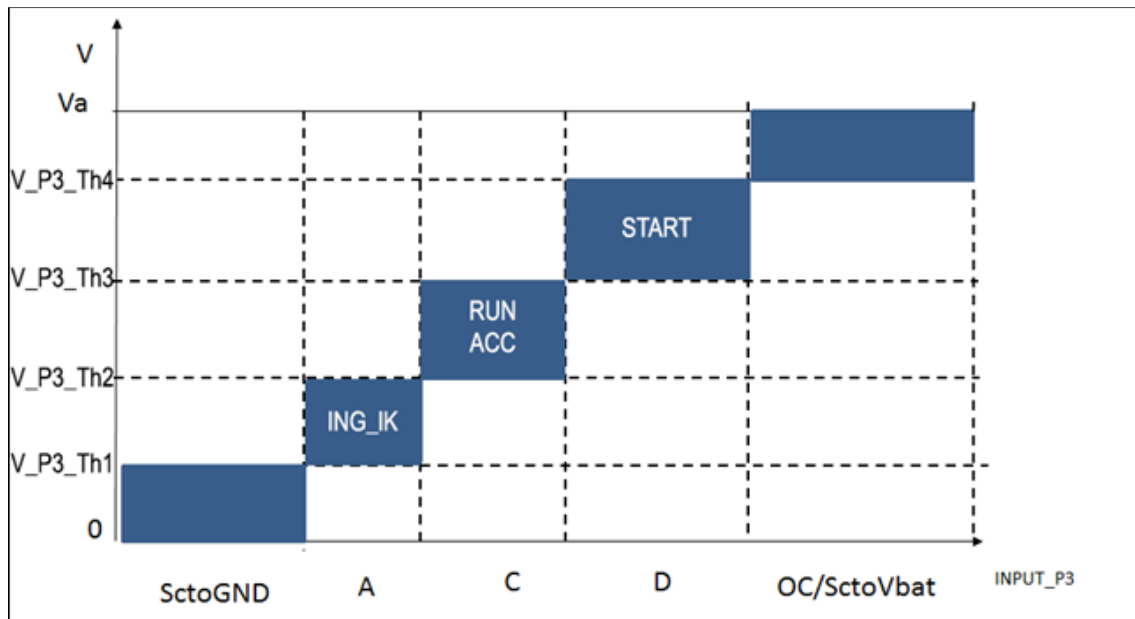 V
Va
V_P3_Th4
START
V_P3_Th3
RUN
ACC
V_P3_Th2
ING_IK
V_P3_Th1
0
SctoGND A C D OC/SctoVbat INPUT_P3